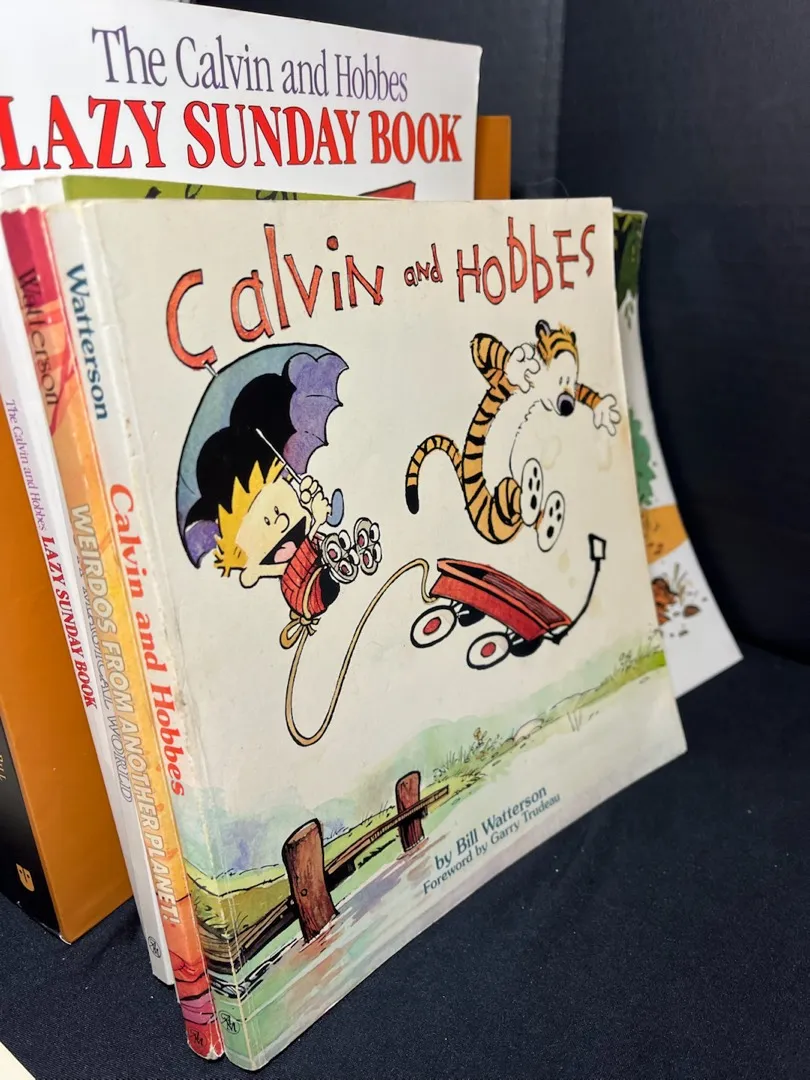 The Calvin and Hobbes
LAZY SUNDAY BOOK
Calvin and HObbES
by Bill Watterson
Foreword by Garry Trudeau
Watterson
Calvin and Hobbes
Watterson
WEIRDOS FROM ANOTHER PLANET!
The Calvin and Hobbes LAZY SUNDAY BOOK